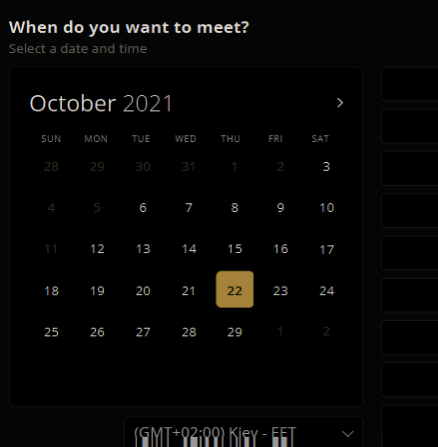 When do you want to meet?
Select a date and time
October 2021
SUN MON TUE WED THU FRI SAT
28 29 30 31 1 2 3
4 5 6 7 8 9 10
11 12 13 14 15 16 17
18 19 20 21 22 23 24
25 26 27 28 29 1 2
(GMT+02:00) Kiev - EET